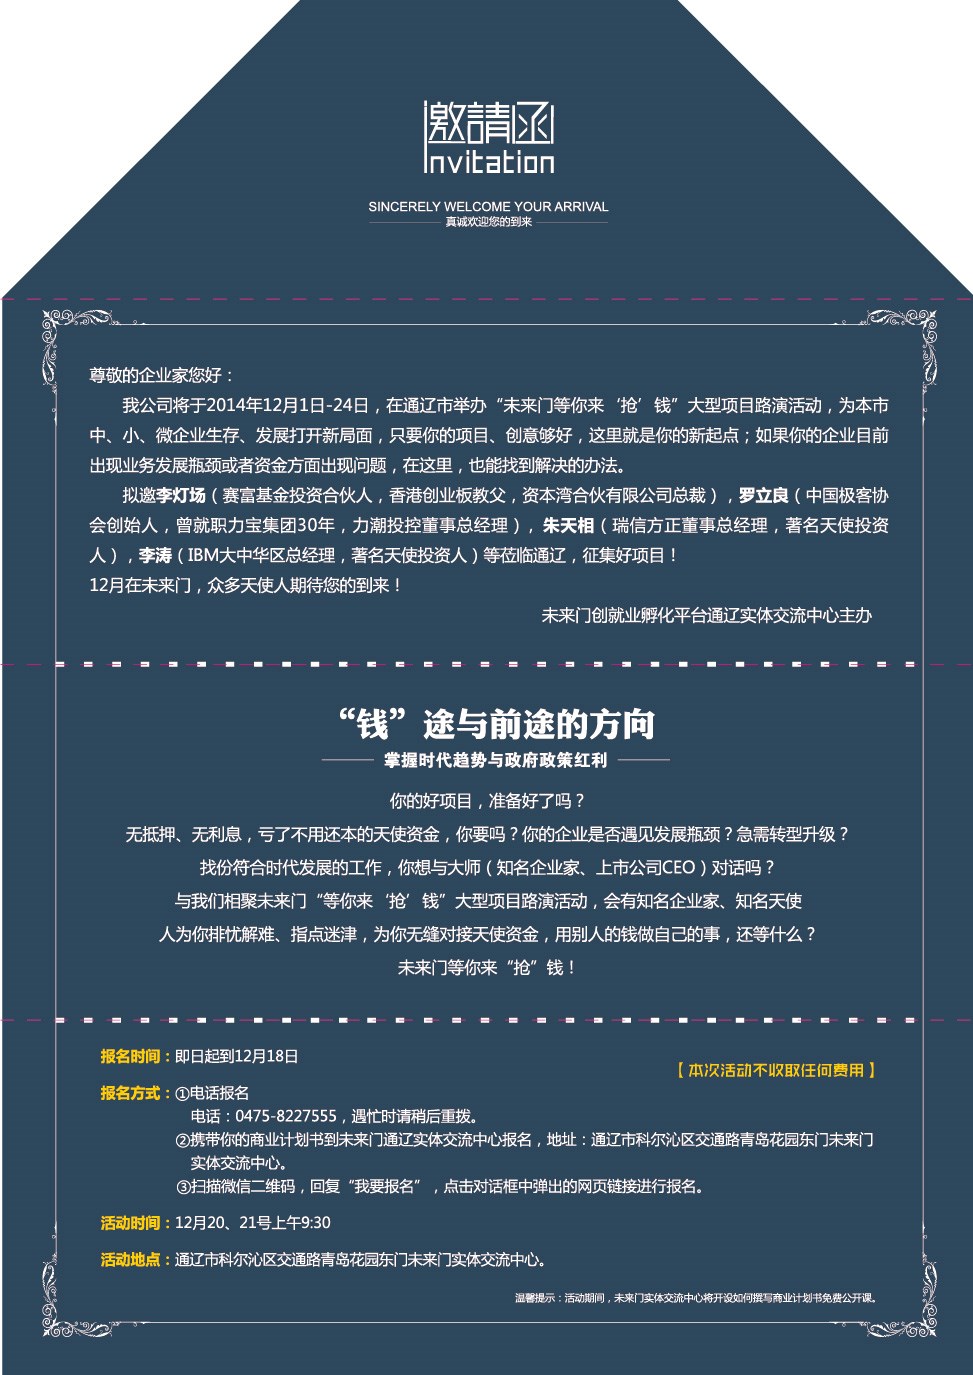 邀請函
Invitation
SINCERELY WELCOME YOUR ARRIVAL
真诚欢迎您的到来
尊敬的企业家您好：
我公司将于2014年12月1日-24日，在通辽市举办“未来门等你来‘抢’钱”大型项目路演活动，为本市
中、小、微企业生存、发展打开新局面，只要你的项目、创意够好，这里就是你的新起点；如果你的企业目前
出现业务发展瓶颈或者资金方面出现问题，在这里，也能找到解决的办法。
拟邀李灯场（赛富基金投资合伙人，香港创业板教父，资本湾合伙有限公司总裁），罗立良（中国极客协
会创始人，曾就职力宝集团30年，力潮投控董事总经理），朱天相（瑞信方正董事总经理，著名天使投资
人），李涛（IBM大中华区总经理，著名天使投资人）等莅临通辽，征集好项目！
12月在未来门，众多天使人期待您的到来！
未来门创就业孵化平台通辽实体交流中心主办
“钱”途与前途的方向
掌握时代趋势与政府政策红利
你的好项目，准备好了吗？
无抵押、无利息，亏了不用还本的天使资金，你要吗？你的企业是否遇见发展瓶颈？急需转型升级？
找份符合时代发展的工作，你想与大师（知名企业家、上市公司CEO）对话吗？
与我们相聚未来门“等你来‘抢’钱”大型项目路演活动，会有知名企业家、知名天使
人为你排忧解难、指点迷津，为你无缝对接天使资金，用别人的钱做自己的事，还等什么？
未来门等你来“抢”钱！
报名时间：即日起到12月18日
【本次活动不收取任何费用】
报名方式：①电话报名
电话：0475-8227555，遇忙时请稍后重拨。
②携带你的商业计划书到未来门通辽实体交流中心报名，地址：通辽市科尔沁区交通路青岛花园东门未来门
实体交流中心。
③扫描微信二维码，回复“我要报名”，点击对话框中弹出的网页链接进行报名。
活动时间：12月20、21号上午9:30
活动地点：通辽市科尔沁区交通路青岛花园东门未来门实体交流中心。
温馨提示：活动期间，未来门实体交流中心将开设如何撰写商业计划书免费公开课。